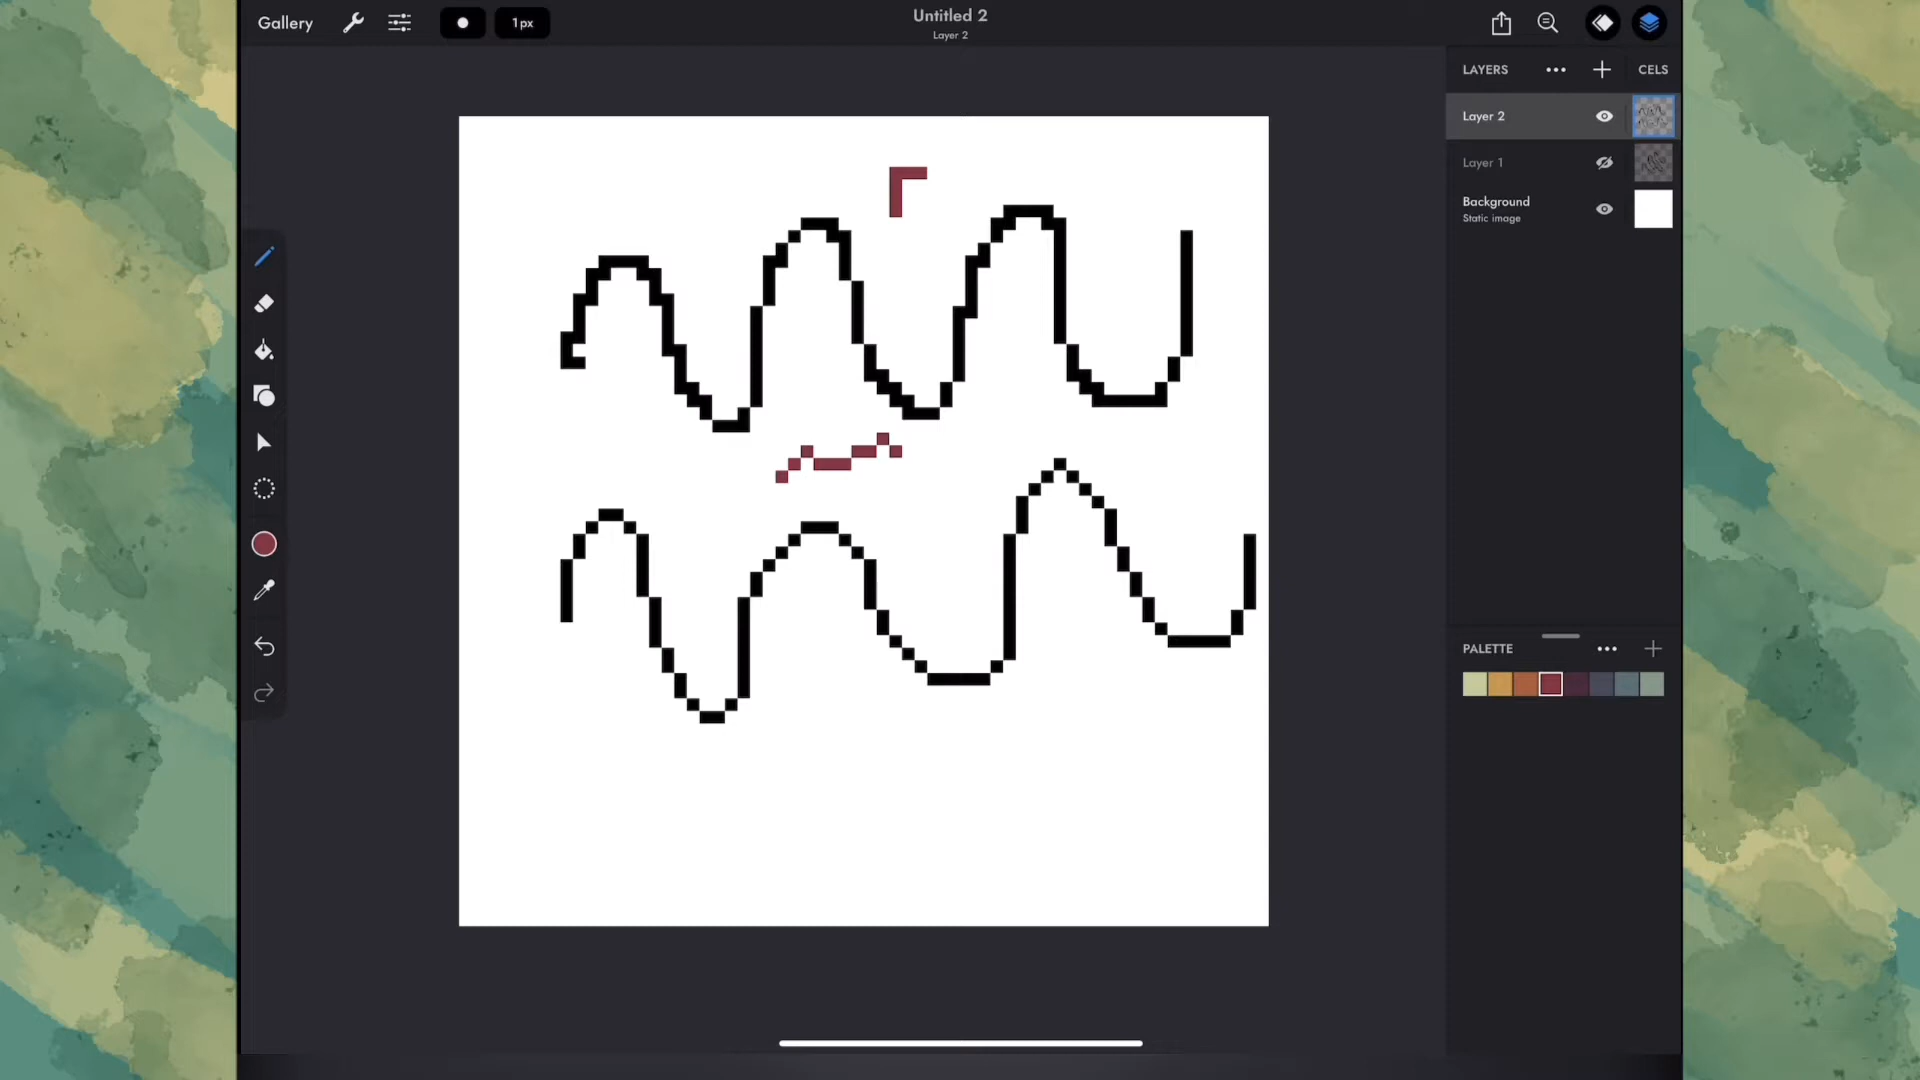 Gallery
1px
Untitled 2
Layer 2
LAYERS
CELS
Layer 2
Layer 1
Background
Static image
PALETTE